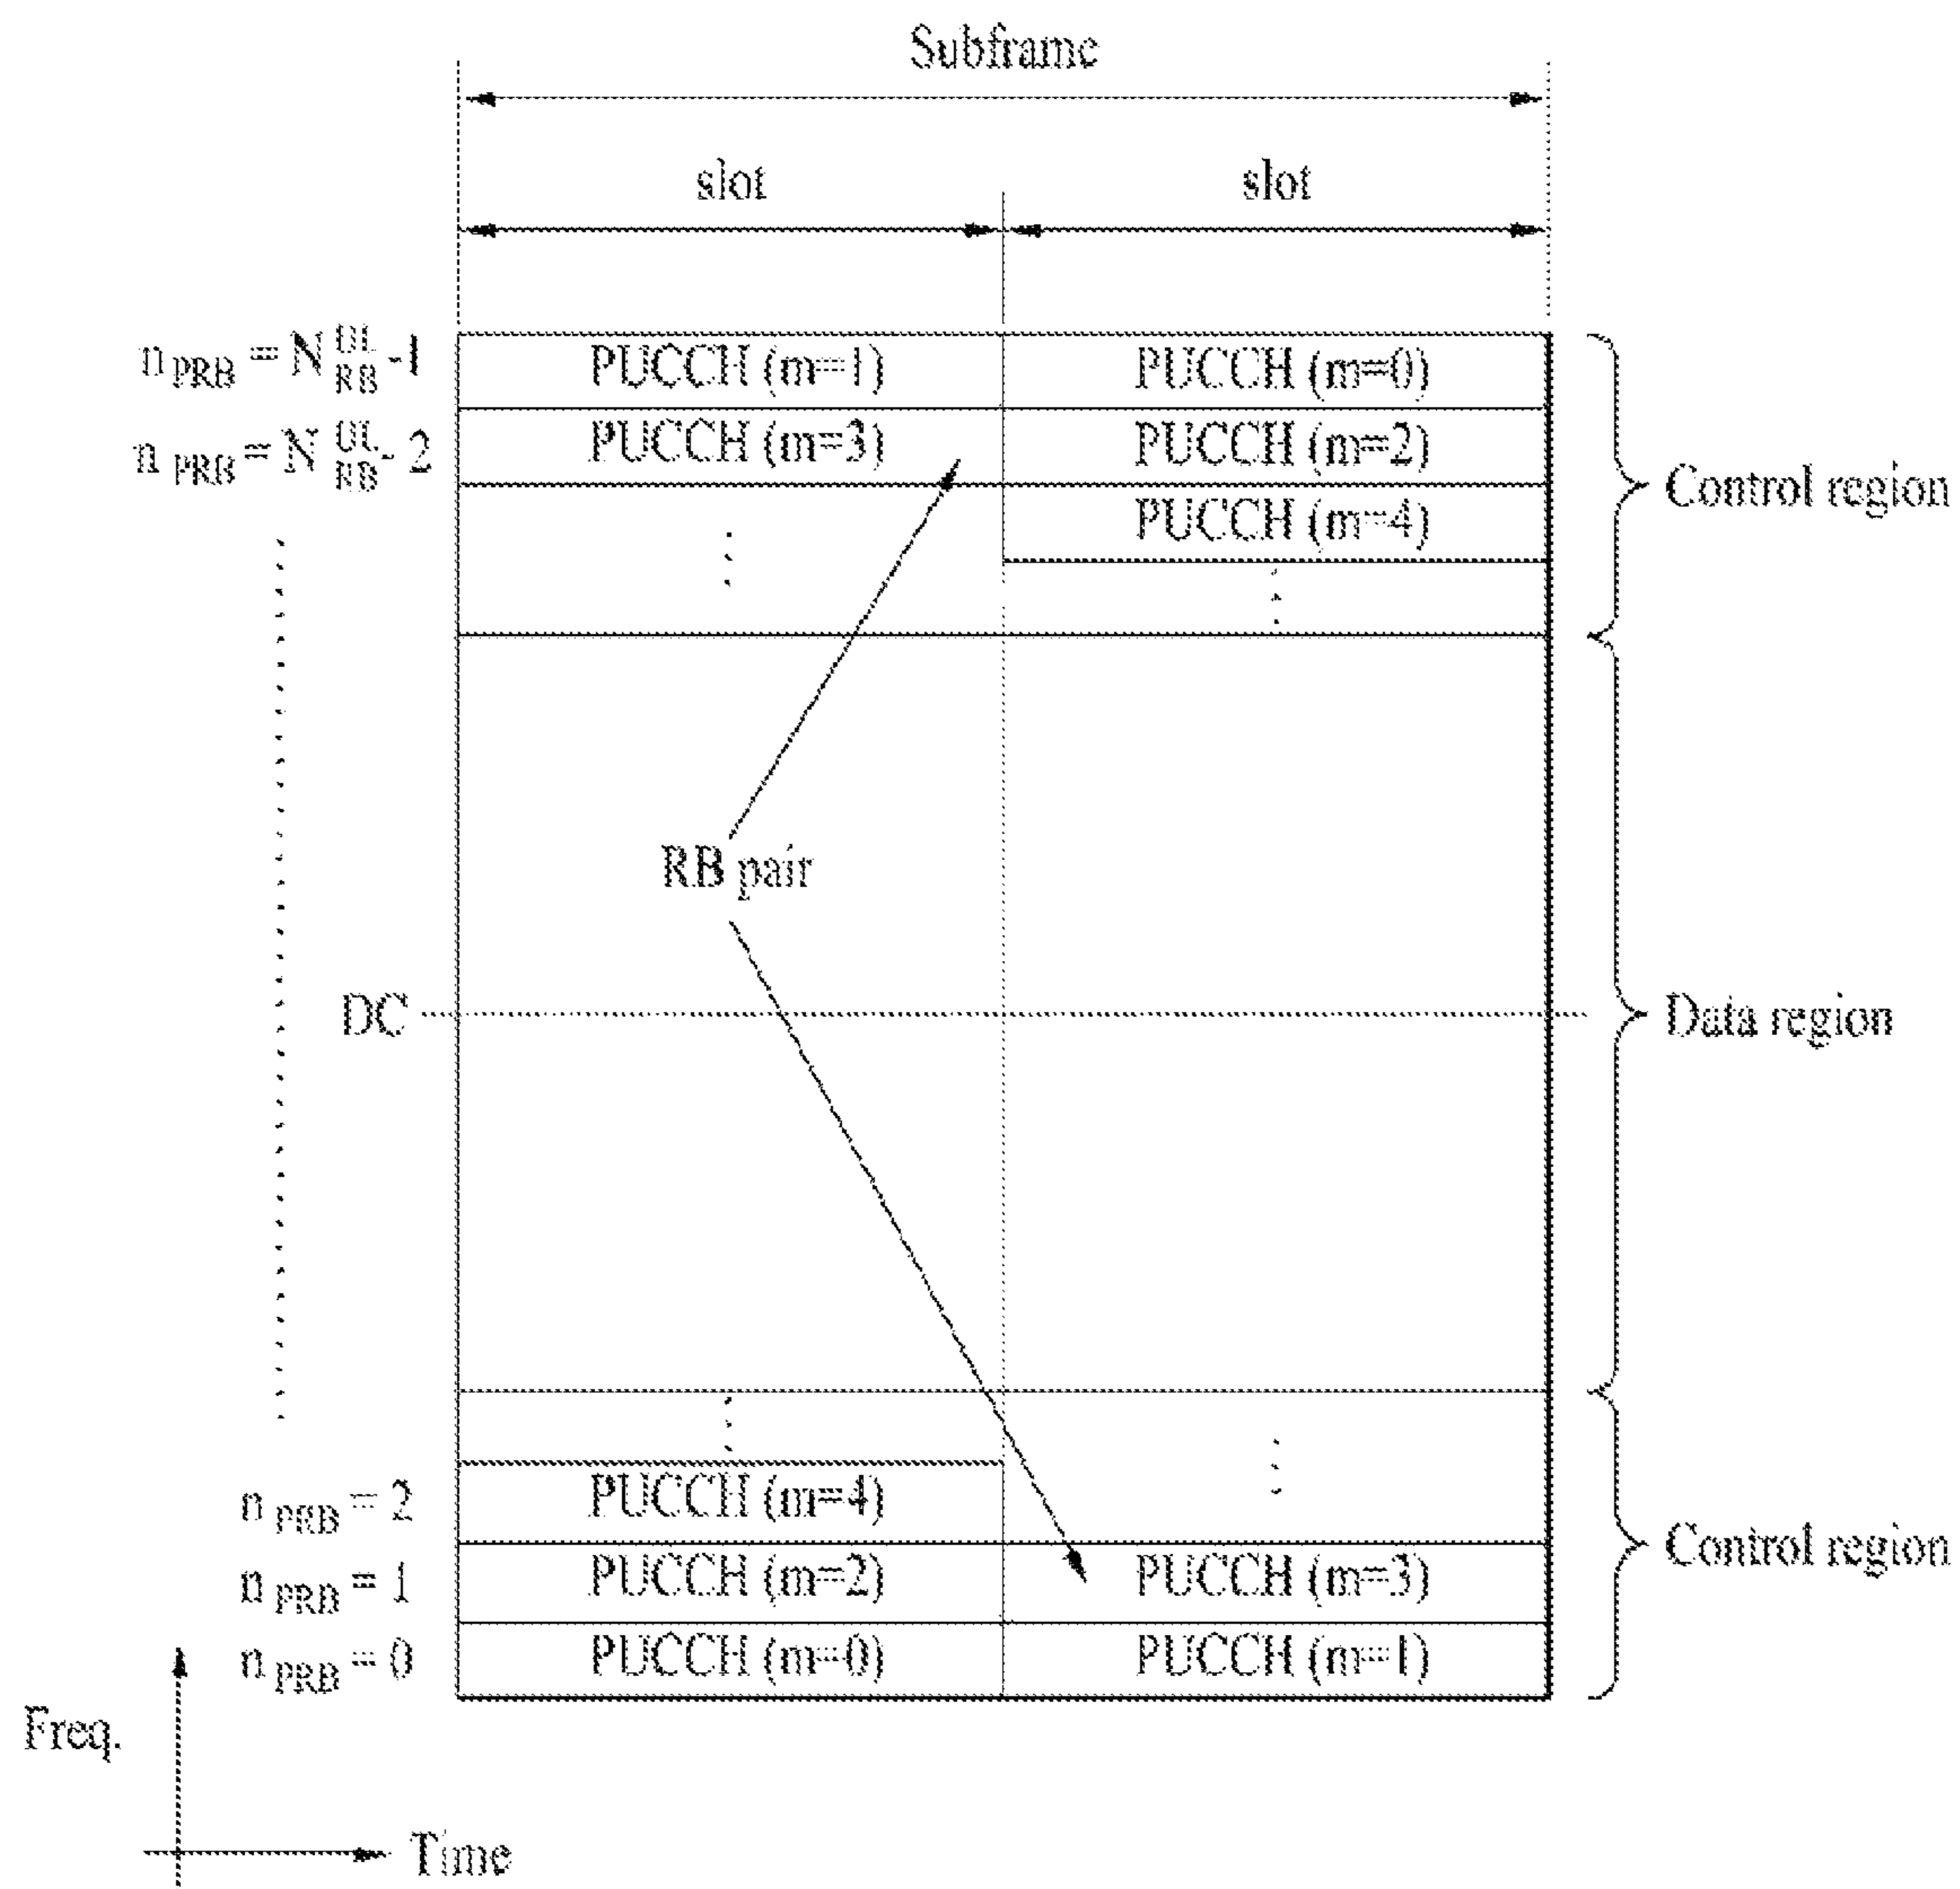 Subframe
slot slot
n PRB = N UL RB -1 PUCCH (m=1) PUCCH (m=0)
n PRB = N UL RB - 2 PUCCH (m=3) PUCCH (m=2)
PUCCH (m=4)
Control region
RB pair
DC
Data region
n PRB = 2 PUCCH (m=4)
Control region
n PRB = 1 PUCCH (m=2) PUCCH (m=3)
n PRB = 0 PUCCH (m=0) PUCCH (m=1)
Freq.
Time